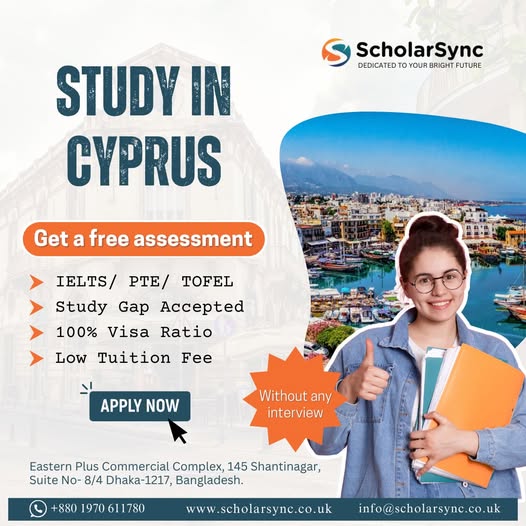 ScholarSync
DEDICATED TO YOUR BRIGHT FUTURE
STUDY IN
CYPRUS
Get a free assessment
IELTS/ PTE/ TOFEL
Study Gap Accepted
100% Visa Ratio
Low Tuition Fee
APPLY NOW
Without any
interview
Eastern Plus Commercial Complex, 145 Shantinagar,
Suite No- 8/4 Dhaka-1217, Bangladesh.
+880 1970 611780
www.scholarsync.co.uk
info@scholarsync.co.uk